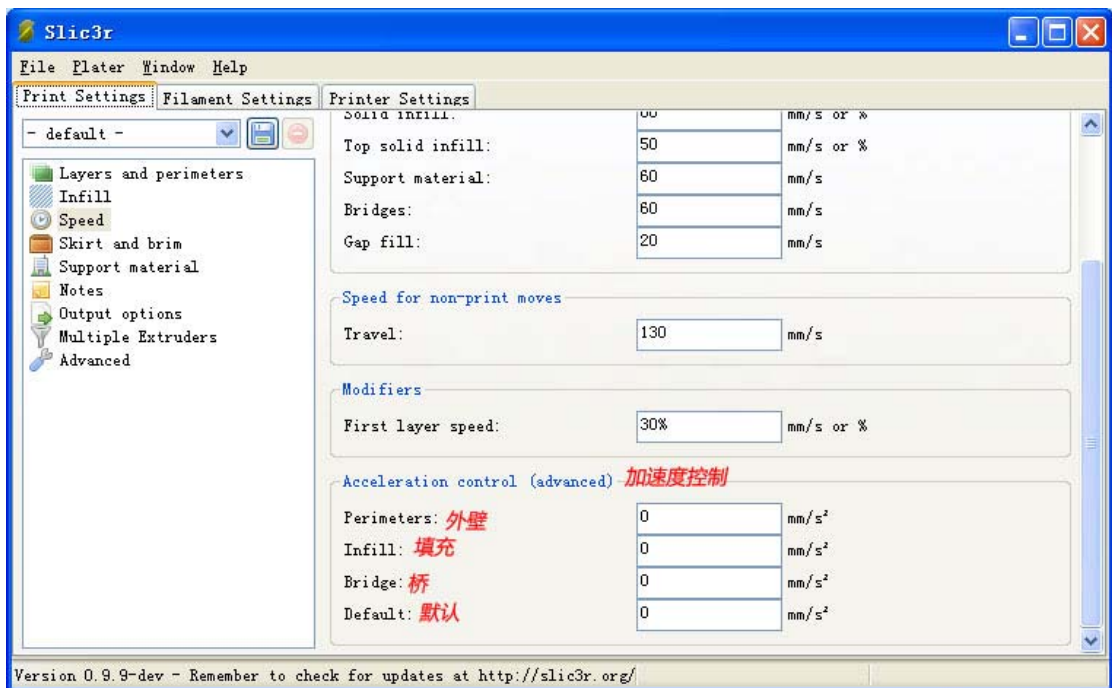 Slic3r
File Plater Window Help
Print Settings Filament Settings Printer Settings
- default -
Layers and perimeters
Infill
Speed
Skirt and brim
Support material
Notes
Output options
Multiple Extruders
Advanced
Solid infill: mm/s or %
Top solid infill: 50 mm/s or %
Support material: 60 mm/s
Bridges: 60 mm/s
Gap fill: 20 mm/s
Speed for non-print moves
Travel: 130 mm/s
Modifiers
First layer speed: 30% mm/s or %
Acceleration control (advanced) 加速度控制
Perimeters: 外壁 0 mm/s²
Infill: 填充 0 mm/s²
Bridge: 桥 0 mm/s²
Default: 默认 0 mm/s²
Version 0.9.9-dev - Remember to check for updates at http://slic3r.org/